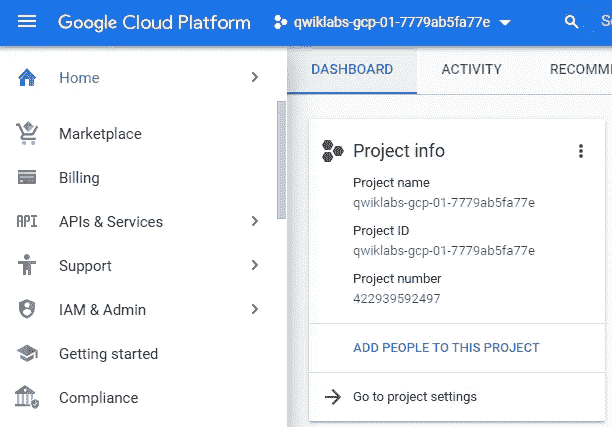 Google Cloud Platform
qwiklabs-gcp-01-7779ab5fa77e
Home
Marketplace
Billing
API
APIs & Services
Support
IAM & Admin
Getting started
Compliance
DASHBOARD
ACTIVITY
RECOMM
Project info
Project name
qwiklabs-gcp-01-7779ab5fa77e
Project ID
qwiklabs-gcp-01-7779ab5fa77e
Project number
422939592497
ADD PEOPLE TO THIS PROJECT
Go to project settings